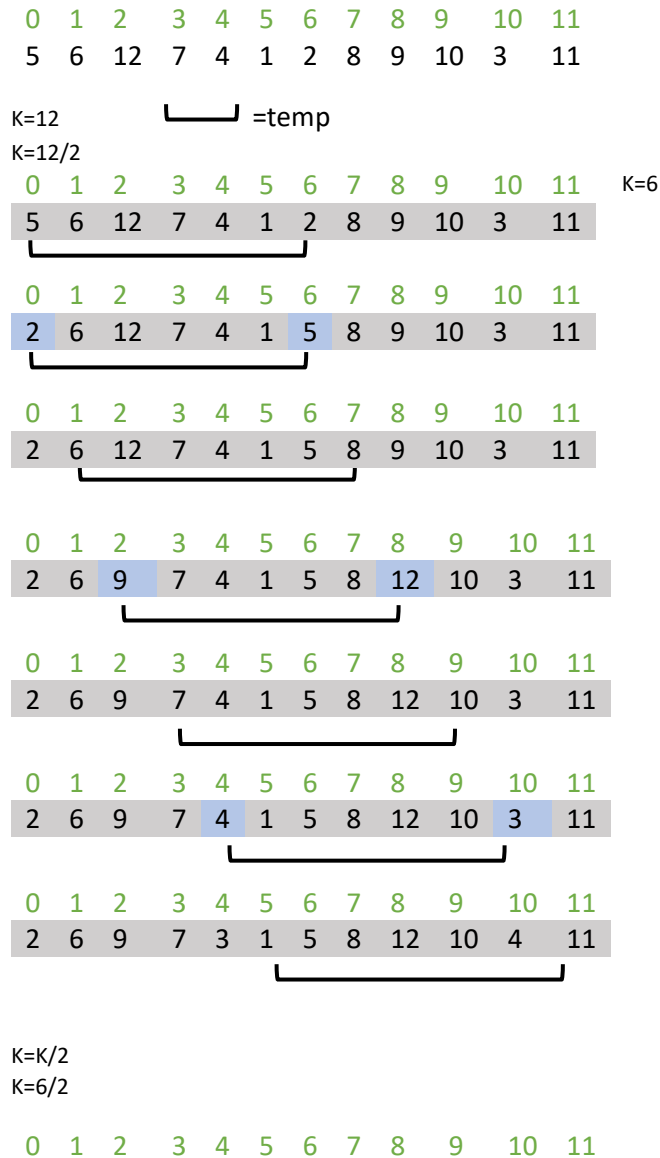 0 1 2 3 4 5 6 7 8 9 10 11
5 6 12 7 4 1 2 8 9 10 3 11
K=12 =temp
K=12/2
0 1 2 3 4 5 6 7 8 9 10 11 K=6
5 6 12 7 4 1 2 8 9 10 3 11
0 1 2 3 4 5 6 7 8 9 10 11
2 6 12 7 4 1 5 8 9 10 3 11
0 1 2 3 4 5 6 7 8 9 10 11
2 6 12 7 4 1 5 8 9 10 3 11
0 1 2 3 4 5 6 7 8 9 10 11
2 6 9 7 4 1 5 8 12 10 3 11
0 1 2 3 4 5 6 7 8 9 10 11
2 6 9 7 4 1 5 8 12 10 3 11
0 1 2 3 4 5 6 7 8 9 10 11
2 6 9 7 4 1 5 8 12 10 3 11
0 1 2 3 4 5 6 7 8 9 10 11
2 6 9 7 3 1 5 8 12 10 4 11
K=K/2
K=6/2
0 1 2 3 4 5 6 7 8 9 10 11